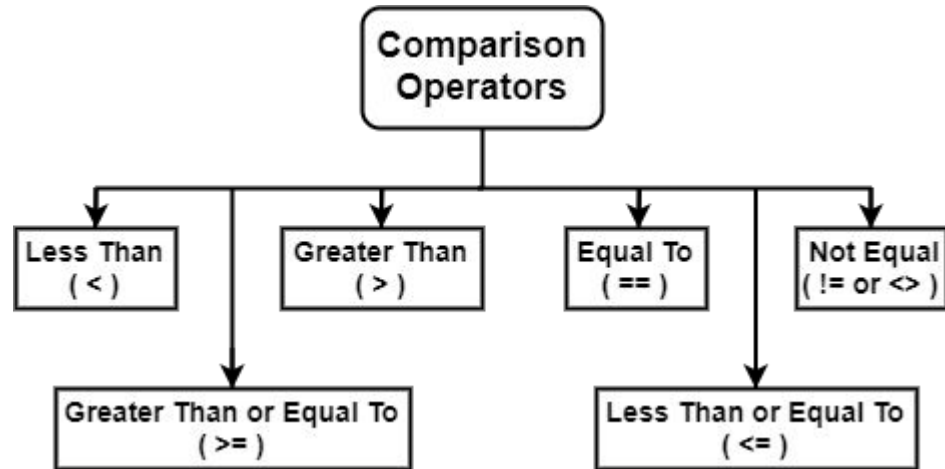 Comparison
Operators
Less Than
( < )
Greater Than
( > )
Equal To
( == )
Not Equal
( != or <> )
Greater Than or Equal To
( >= )
Less Than or Equal To
( <= )